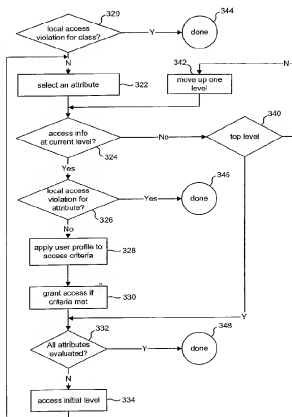 320
local access
violation for class?
Y
344
done
N
342
N
select an attribute
322
move up one
level
340
access info
at current level?
No
top level
324
Yes
346
local access
violation for
attribute?
Yes
done
326
No
apply user profile to
access criteria
328
grant access if
criteria met
330
332
Y
348
All attributes
evaluated?
Y
done
N
access initial level
334